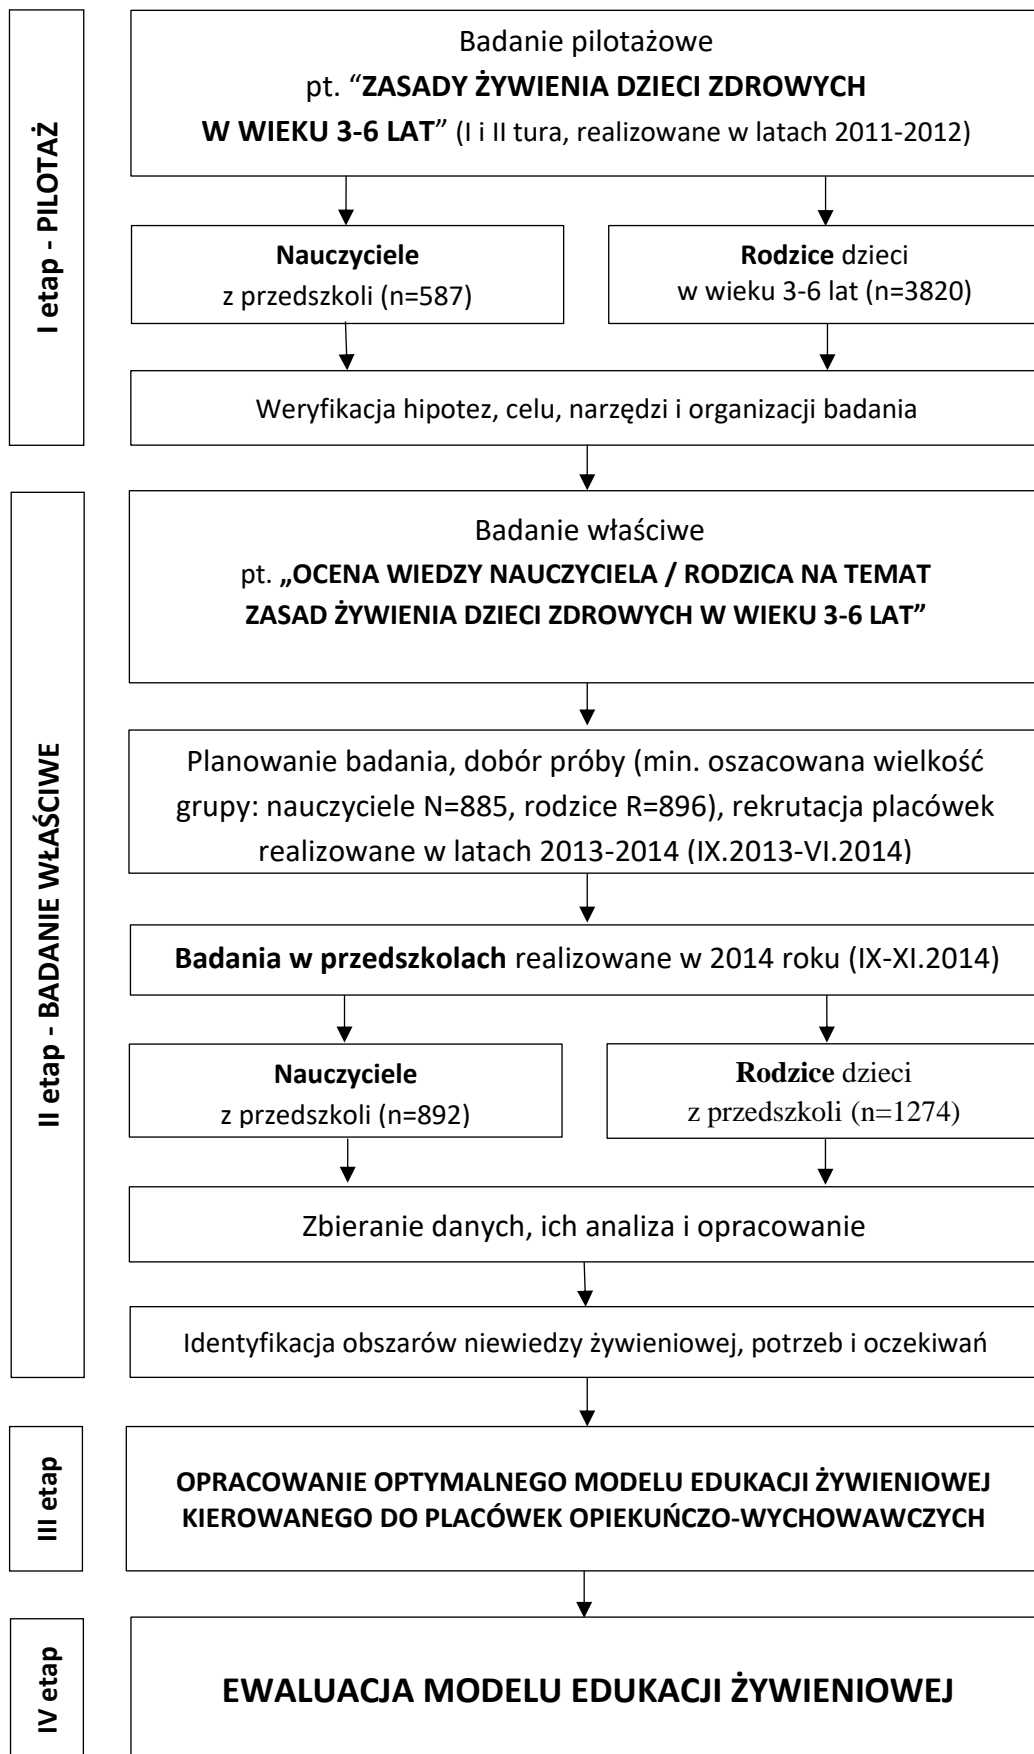 I etap - PILOTAŻ
Badanie pilotażowe
pt. “ZASADY ŻYWIENIA DZIECI ZDROWYCH
W WIEKU 3-6 LAT” (I i II tura, realizowane w latach 2011-2012)
Nauczyciele
z przedszkoli (n=587)
Rodzice dzieci
w wieku 3-6 lat (n=3820)
Weryfikacja hipotez, celu, narzędzi i organizacji badania
II etap - BADANIE WŁAŚCIWE
Badanie właściwe
pt. „OCENA WIEDZY NAUCZYCIELA / RODZICA NA TEMAT
ZASAD ŻYWIENIA DZIECI ZDROWYCH W WIEKU 3-6 LAT”
Planowanie badania, dobór próby (min. oszacowana wielkość
grupy: nauczyciele N=885, rodzice R=896), rekrutacja placówek
realizowane w latach 2013-2014 (IX.2013-VI.2014)
Badania w przedszkolach realizowane w 2014 roku (IX-XI.2014)
Nauczyciele
z przedszkoli (n=892)
Rodzice dzieci
z przedszkoli (n=1274)
Zbieranie danych, ich analiza i opracowanie
Identyfikacja obszarów niewiedzy żywieniowej, potrzeb i oczekiwań
III etap
OPRACOWANIE OPTYMALNEGO MODELU EDUKACJI ŻYWIENIOWEJ
KIEROWANEGO DO PLACÓWEK OPIEKUŃCZO-WYCHOWAWCZYCH
IV etap
EWALUACJA MODELU EDUKACJI ŻYWIENIOWEJ